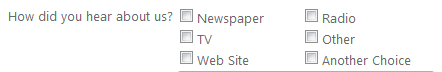 How did you hear about us? Newspaper Radio
TV Other
Web Site Another Choice